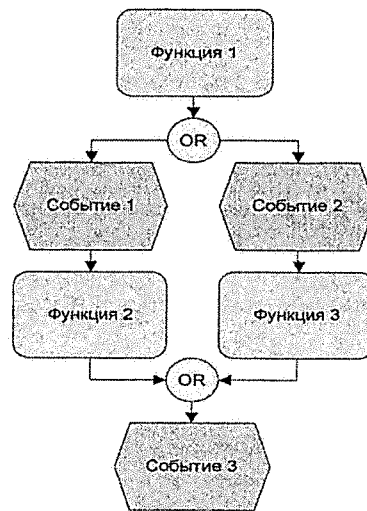 Функция 1
OR
Событие 1
Событие 2
Функция 2
Функция 3
OR
Событие 3